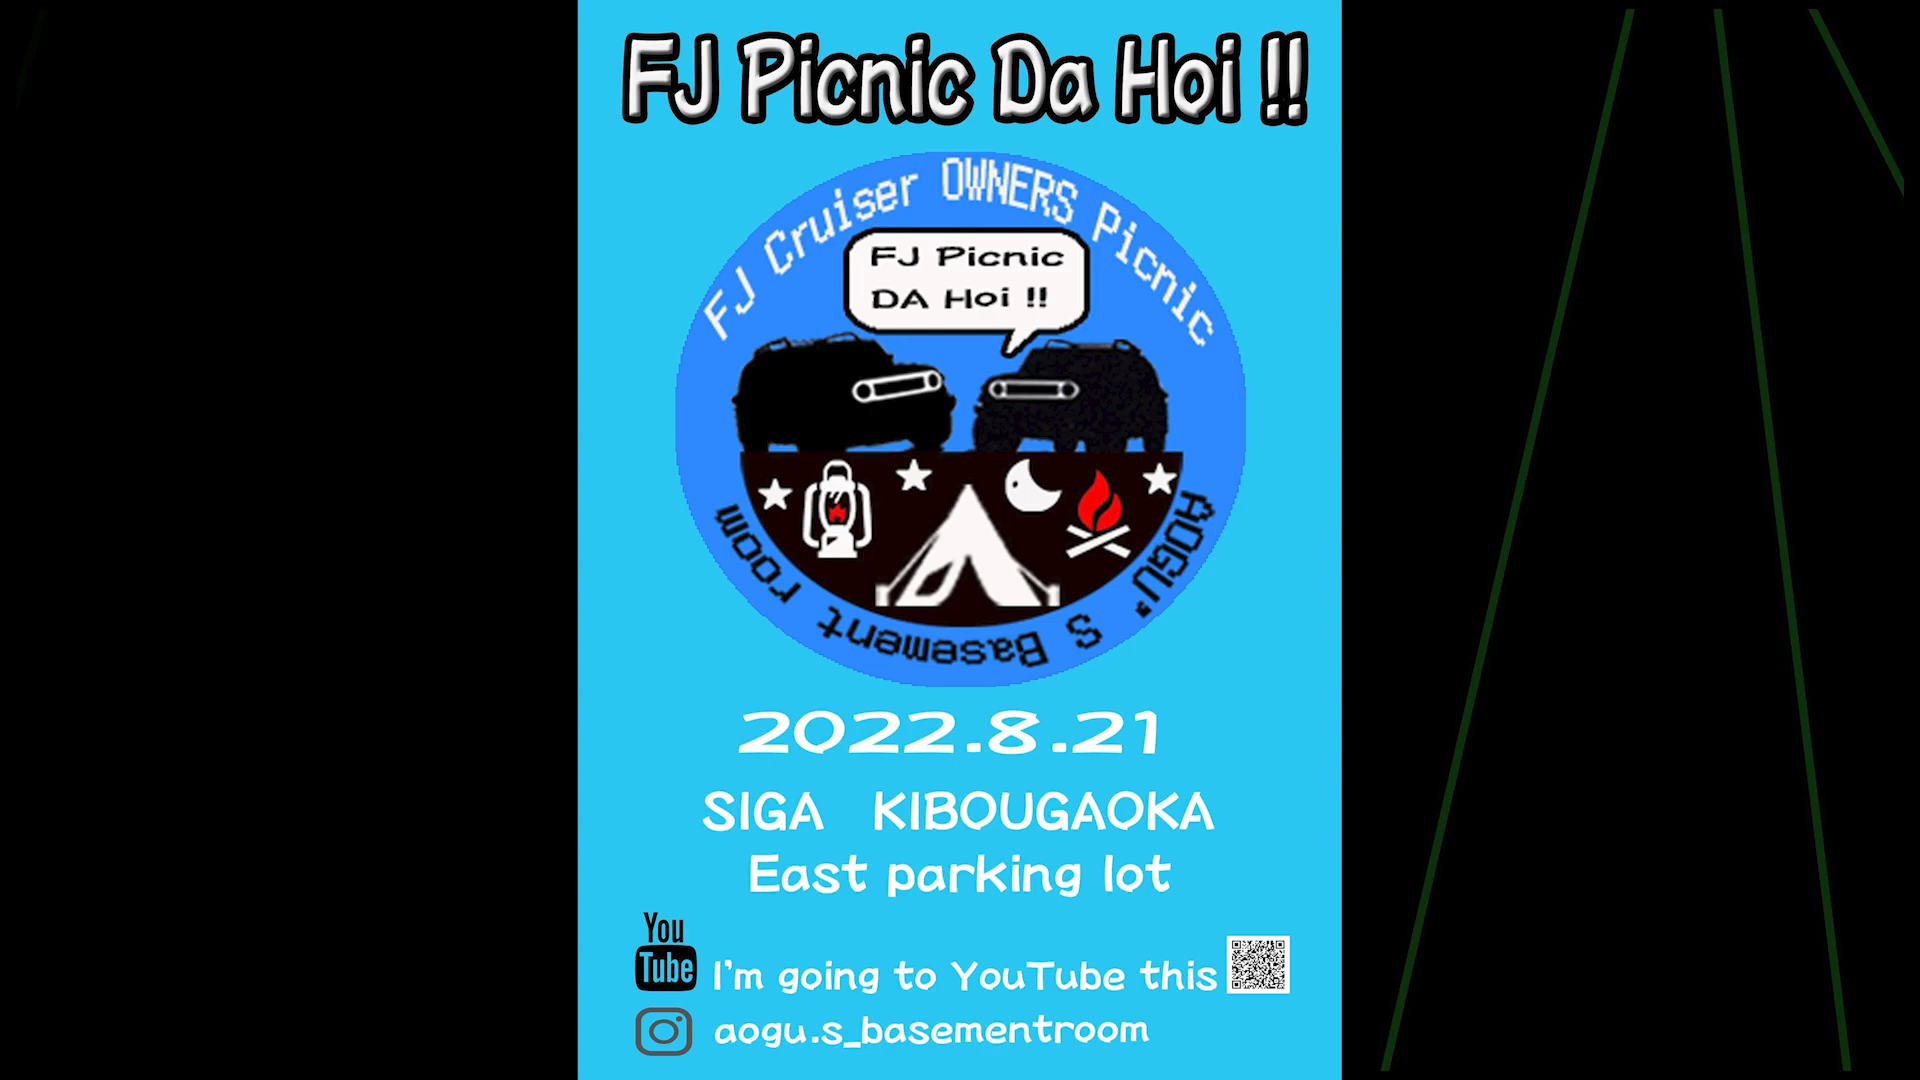 FJ Picnic Da Hoi !!
FJ Cruiser OWNERS Picnic
FJ Picnic
DA Hoi !!
AOGU' S Basement room
2022.8.21
SIGA KIBOUGAOKA
East parking lot
You
Tube
I'm going to YouTube this
aogu.s_basementroom